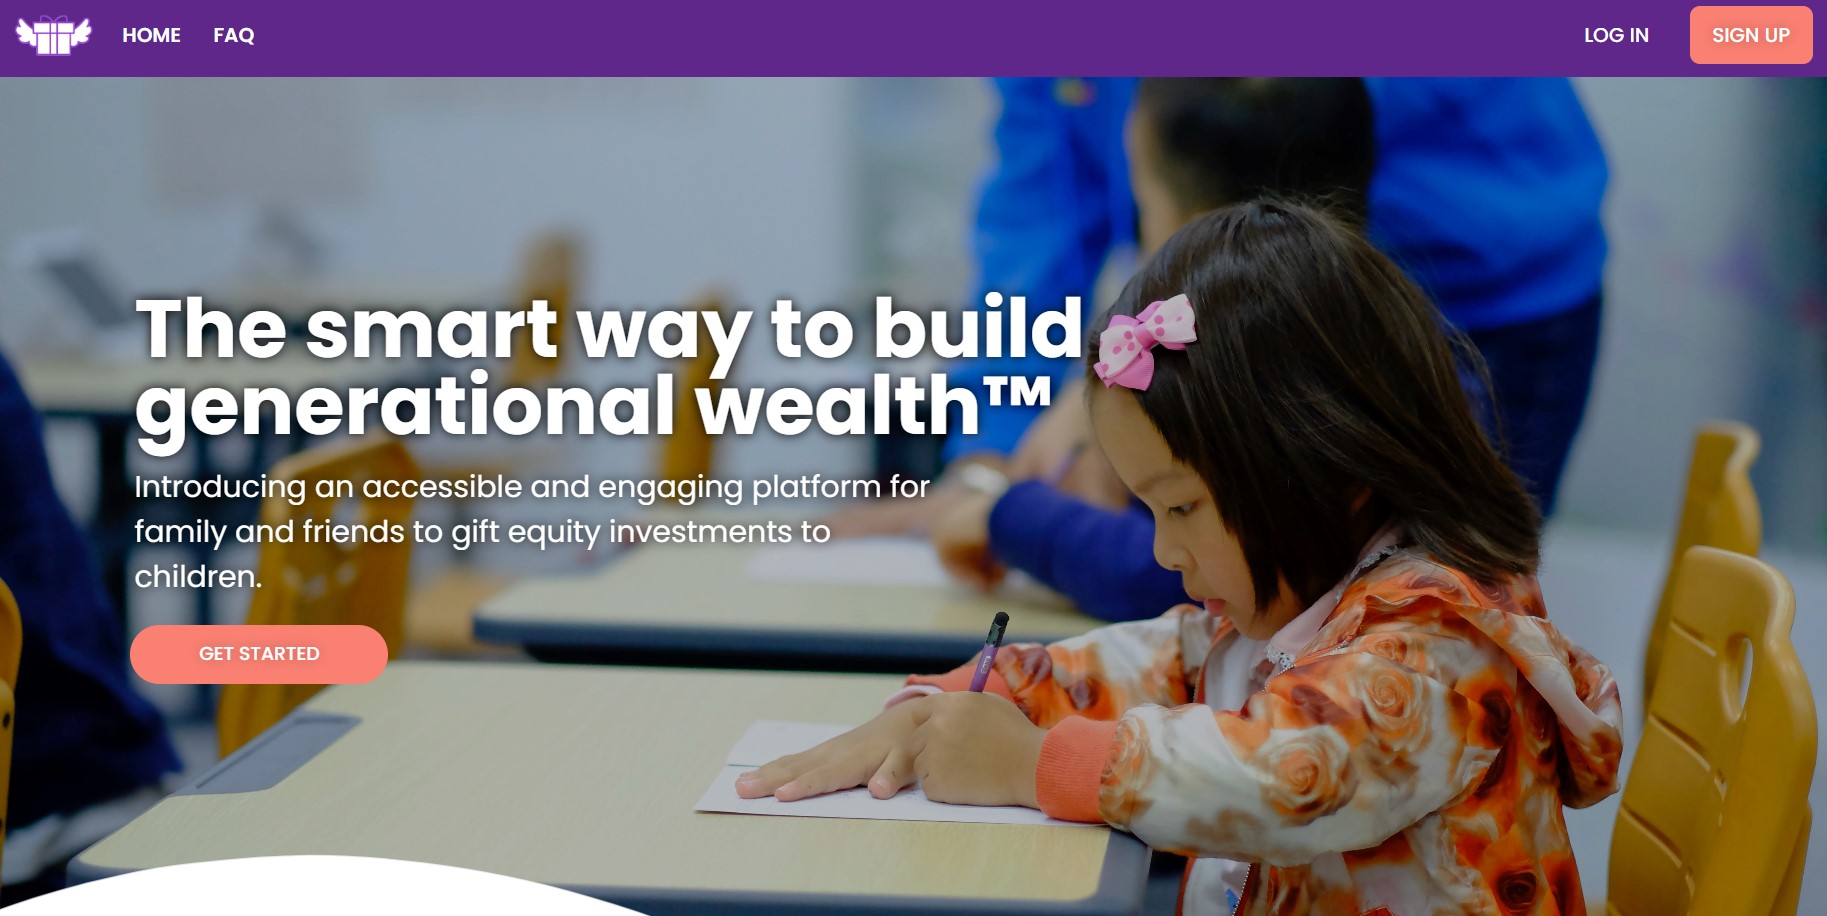 HOME FAQ LOG IN SIGN UP
The smart way to build
generational wealth™
Introducing an accessible and engaging platform for
family and friends to gift equity investments to
children.
GET STARTED